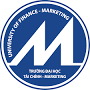 UNIVERSITY OF FINANCE - MARKETING
TRƯỜNG ĐẠI HỌC
TÀI CHÍNH - MARKETING